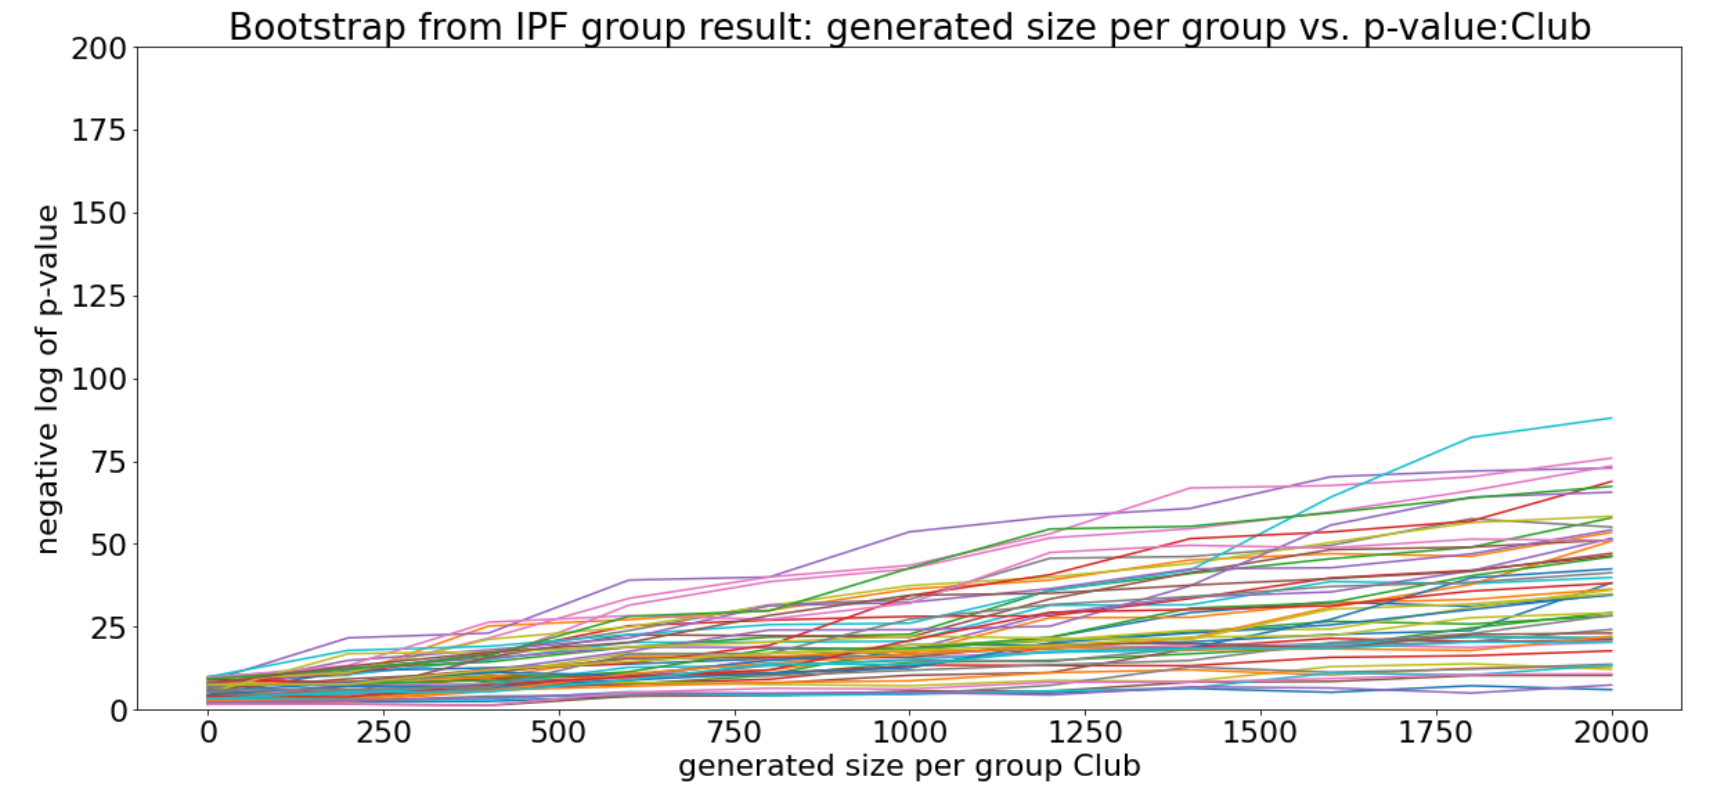 Bootstrap from IPF group result: generated size per group vs. p-value:Club
200
175
150
125
100
75
50
25
0
negative log of p-value
0 250 500 750 1000 1250 1500 1750 2000
generated size per group Club